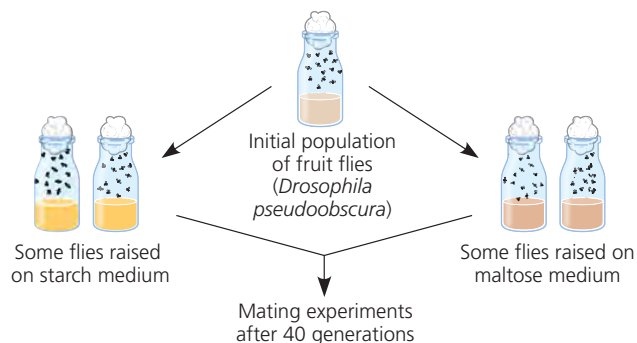 Initial population
of fruit flies
(Drosophila
pseudoobscura)
Some flies raised
on starch medium
Some flies raised on
maltose medium
Mating experiments
after 40 generations